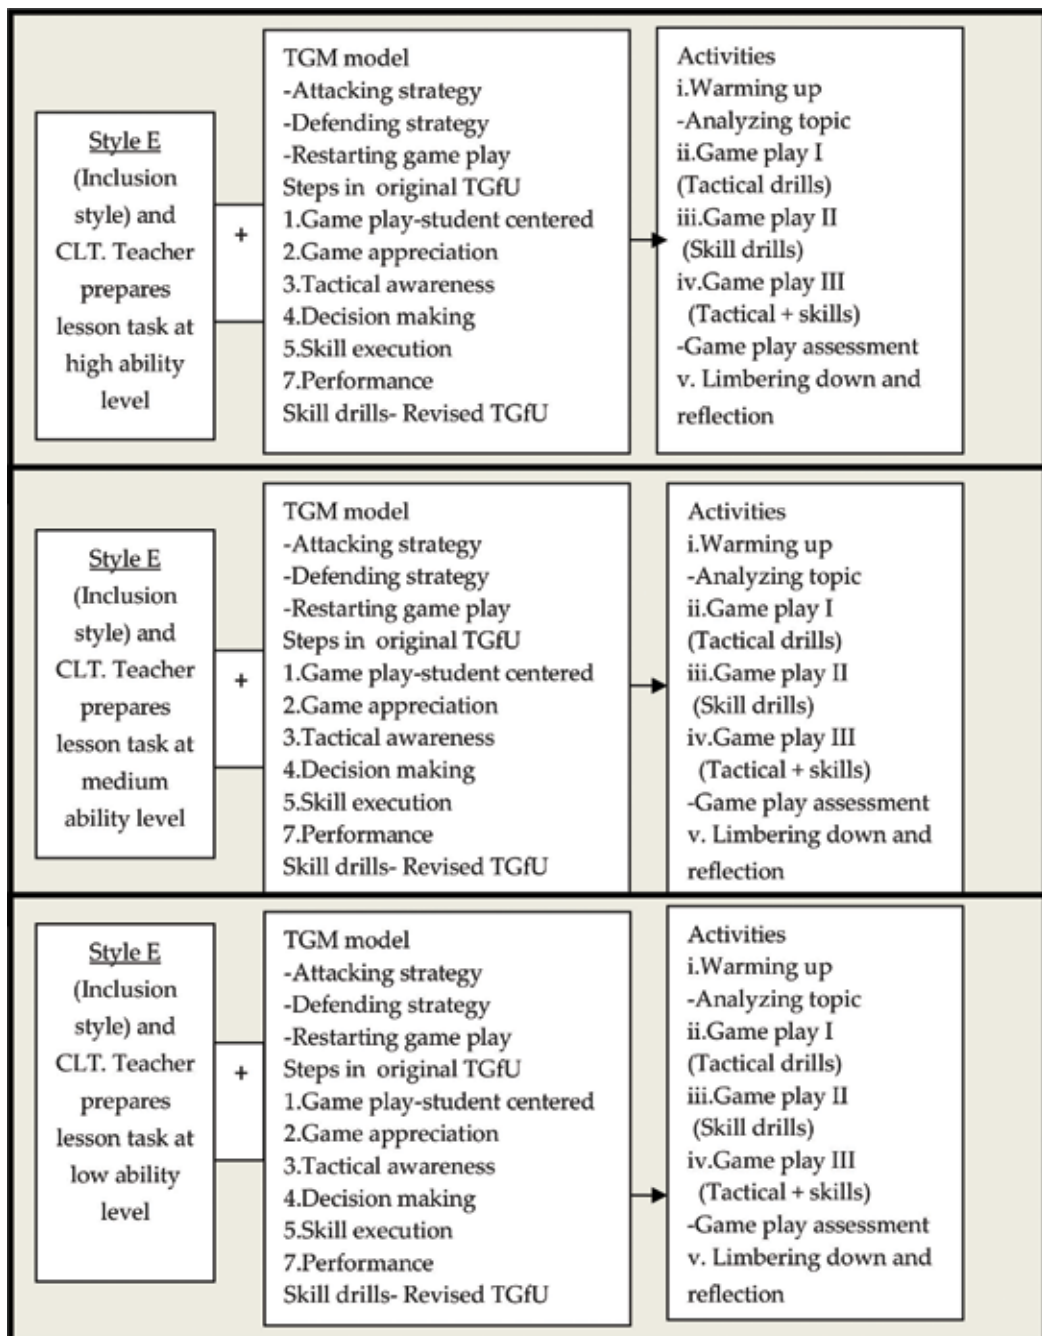 Style E
(Inclusion
style) and
CLT. Teacher
prepares
lesson task at
high ability
level
+
TGM model
-Attacking strategy
-Defending strategy
-Restarting game play
Steps in original TGfU
1.Game play-student centered
2.Game appreciation
3.Tactical awareness
4.Decision making
5.Skill execution
7.Performance
Skill drills- Revised TGfU
Activities
i.Warming up
-Analyzing topic
ii.Game play I
(Tactical drills)
iii.Game play II
(Skill drills)
iv.Game play III
(Tactical + skills)
-Game play assessment
v. Limbering down and
reflection
Style E
(Inclusion
style) and
CLT. Teacher
prepares
lesson task at
medium
ability level
+
TGM model
-Attacking strategy
-Defending strategy
-Restarting game play
Steps in original TGfU
1.Game play-student centered
2.Game appreciation
3.Tactical awareness
4.Decision making
5.Skill execution
7.Performance
Skill drills- Revised TGfU
Activities
i.Warming up
-Analyzing topic
ii.Game play I
(Tactical drills)
iii.Game play II
(Skill drills)
iv.Game play III
(Tactical + skills)
-Game play assessment
v. Limbering down and
reflection
Style E
(Inclusion
style) and
CLT. Teacher
prepares
lesson task at
low ability
level
+
TGM model
-Attacking strategy
-Defending strategy
-Restarting game play
Steps in original TGfU
1.Game play-student centered
2.Game appreciation
3.Tactical awareness
4.Decision making
5.Skill execution
7.Performance
Skill drills- Revised TGfU
Activities
i.Warming up
-Analyzing topic
ii.Game play I
(Tactical drills)
iii.Game play II
(Skill drills)
iv.Game play III
(Tactical + skills)
-Game play assessment
v. Limbering down and
reflection